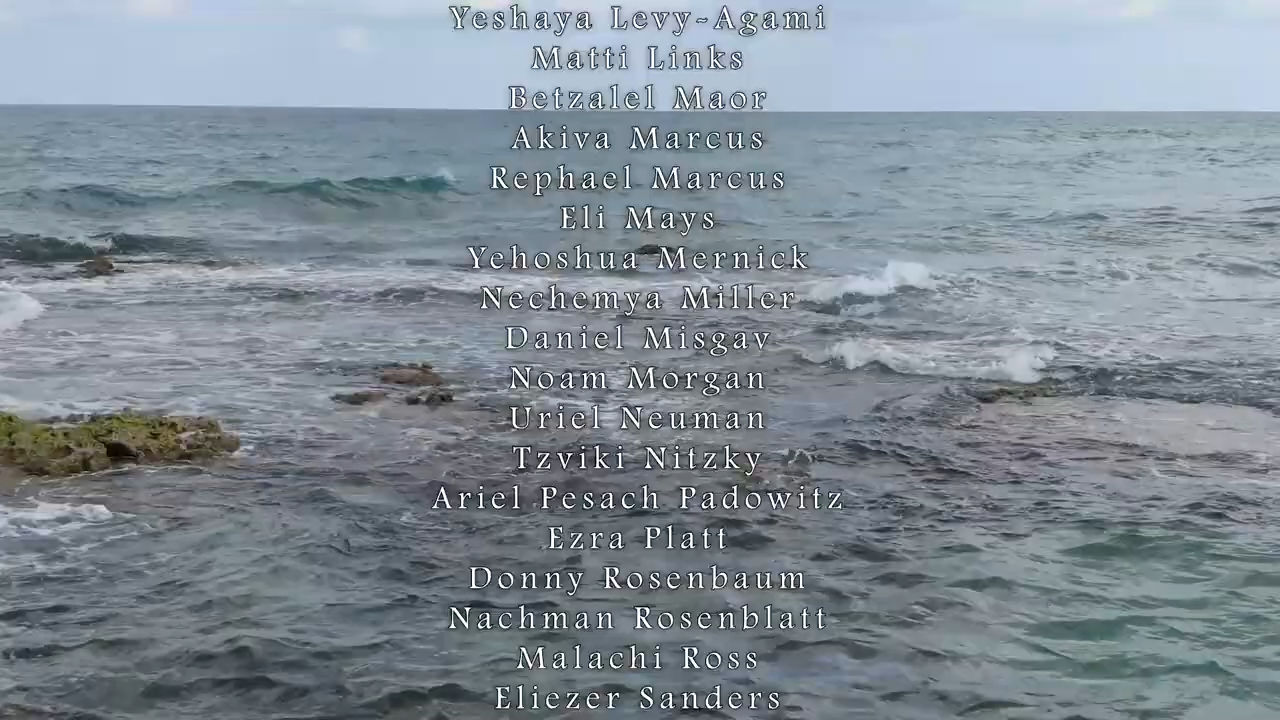 Yeshaya Levy-Agami
Matti Links
Betzalel Maor
Akiva Marcus
Rephael Marcus
Eli Mays
Yehoshua Mernick
Nechemya Miller
Daniel Misgav
Noam Morgan
Uriel Neuman
Tzviki Nitzky
Ariel Pesach Padowitz
Ezra Platt
Donny Rosenbaum
Nachman Rosenblatt
Malachi Ross
Eliezer Sanders